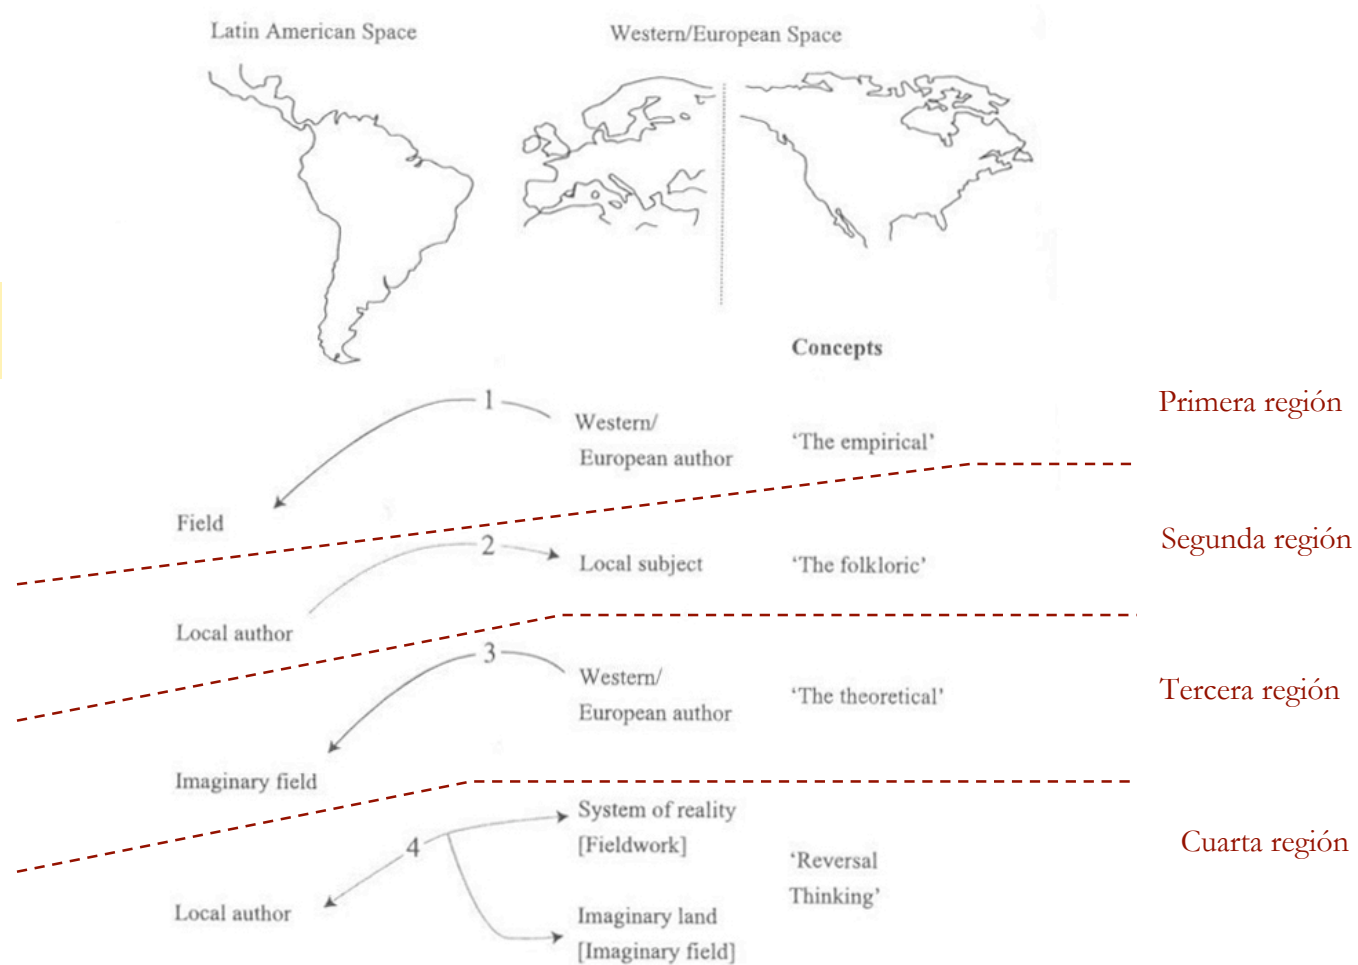 Latin American Space
Western/European Space
Concepts
Primera región
1
Western/
European author
‘The empirical’
Field
Segunda región
2
Local subject
‘The folkloric’
Local author
3
Western/
European author
‘The theoretical’
Tercera región
Imaginary field
System of reality
[Fieldwork]
4
‘Reversal
Thinking’
Cuarta región
Local author
Imaginary land
[Imaginary field]